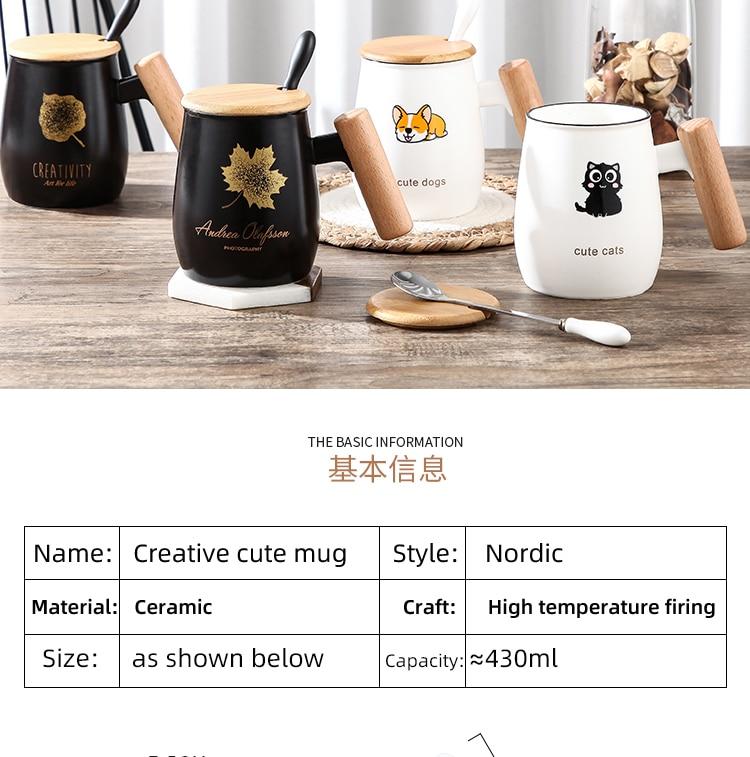 CREATIVITY
Art for life
Andrea Olafsson
PHOTOGRAPHY
cute dogs
cute cats
THE BASIC INFORMATION
基本信息
Name: Creative cute mug Style: Nordic
Material: Ceramic Craft: High temperature firing
Size: as shown below Capacity: ≈430ml